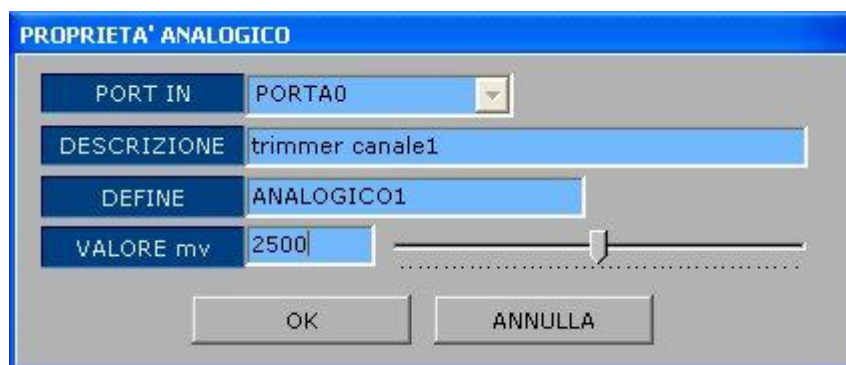 PROPRIETA' ANALOGICO
PORT IN PORTA0
DESCRIZIONE trimmer canale1
DEFINE ANALOGICO1
VALORE mv 2500
OK ANNULLA